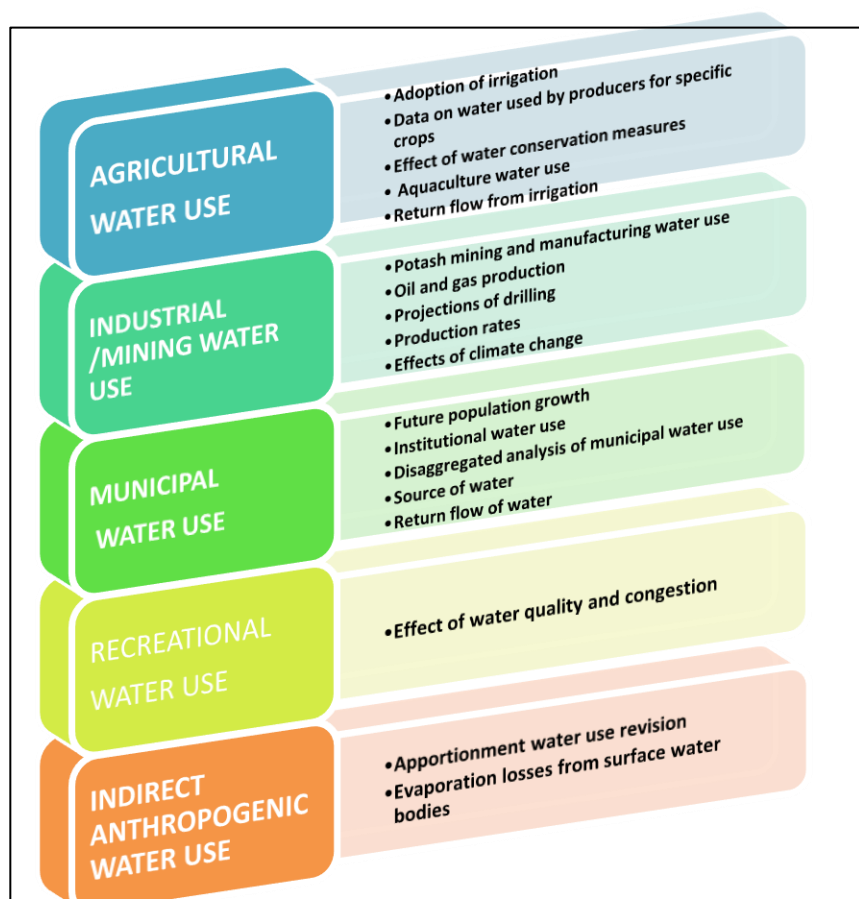 AGRICULTURAL
WATER USE
•Adoption of irrigation
•Data on water used by producers for specific
crops
•Effect of water conservation measures
• Aquaculture water use
•Return flow from irrigation
INDUSTRIAL
/MINING WATER
USE
•Potash mining and manufacturing water use
•Oil and gas production
•Projections of drilling
•Production rates
•Effects of climate change
MUNICIPAL
WATER USE
•Future population growth
•Institutional water use
•Disaggregated analysis of municipal water use
•Source of water
•Return flow of water
RECREATIONAL
WATER USE
•Effect of water quality and congestion
INDIRECT
ANTHROPOGENIC
WATER USE
•Apportionment water use revision
•Evaporation losses from surface water
bodies